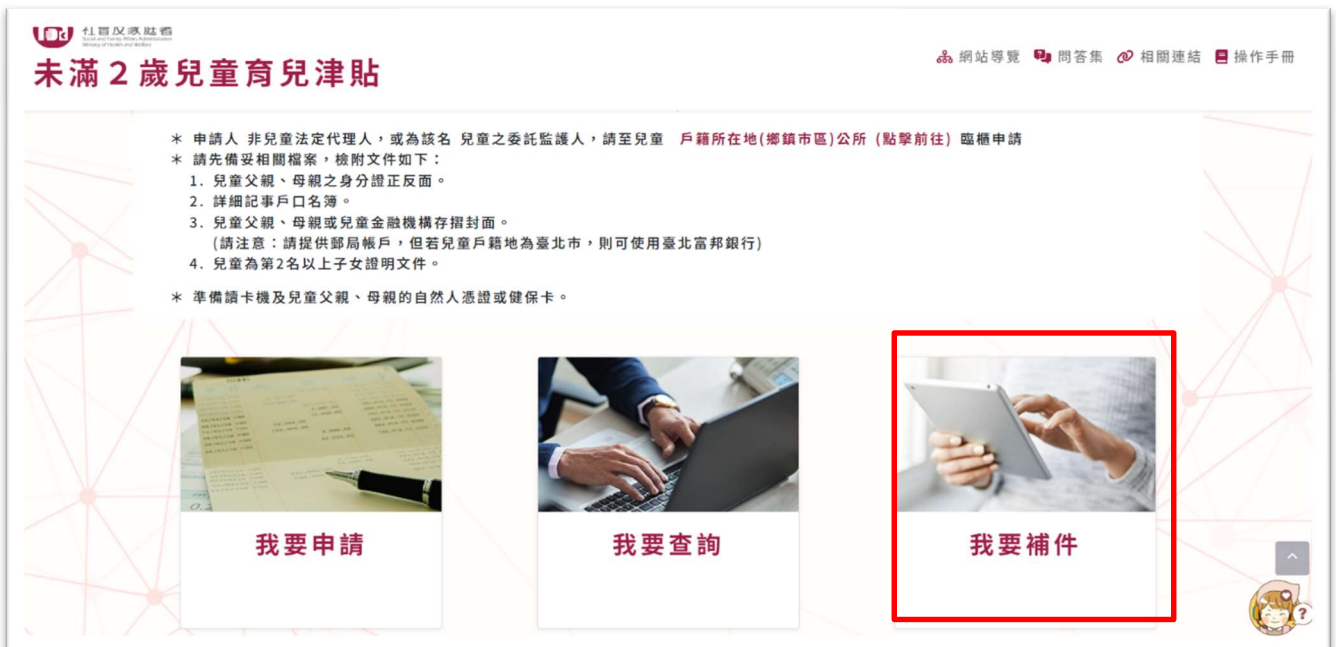 社會及家庭署
Social and Family Affairs Administration
Ministry of Health and Welfare
未滿２歲兒童育兒津貼
網站導覽 問答集 相關連結 操作手冊
＊ 申請人 非兒童法定代理人，或為該名 兒童之委託監護人，請至兒童 戶籍所在地(鄉鎮市區)公所 (點擊前往) 臨櫃申請
＊ 請先備妥相關檔案，檢附文件如下：
1. 兒童父親、母親之身分證正反面。
2. 詳細記事戶口名簿。
3. 兒童父親、母親或兒童金融機構存摺封面。
(請注意：請提供郵局帳戶，但若兒童戶籍地為臺北市，則可使用臺北富邦銀行)
4. 兒童為第2名以上子女證明文件。
＊ 準備讀卡機及兒童父親、母親的自然人憑證或健保卡。
我要申請
我要查詢
我要補件
?